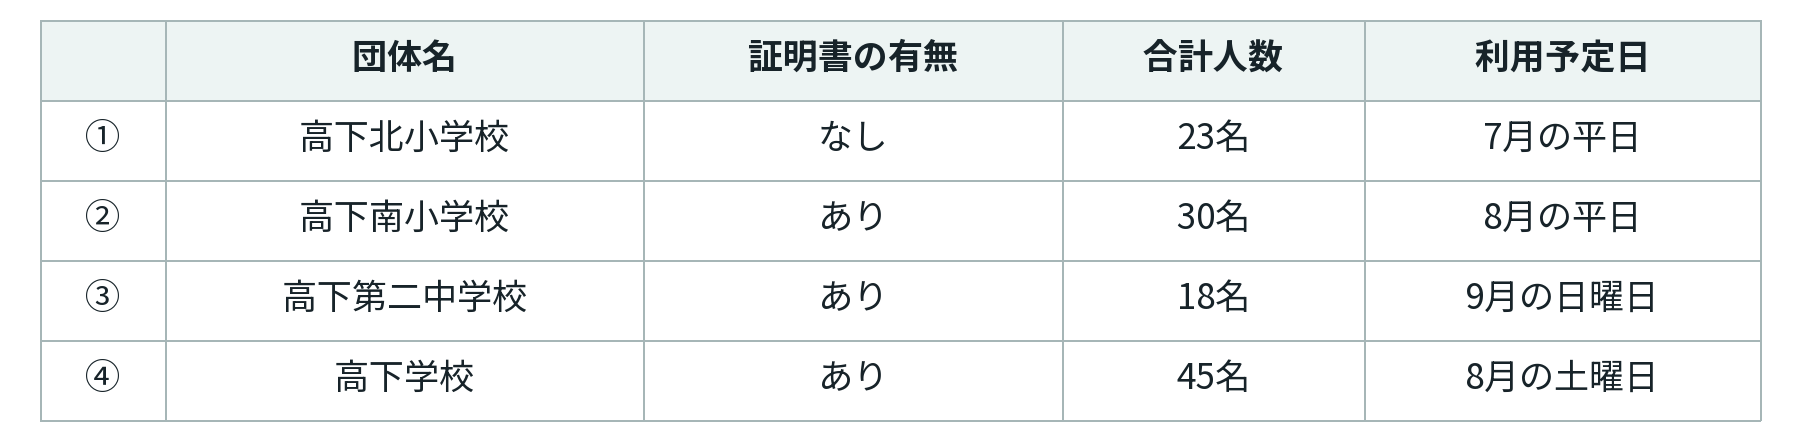 団体名 証明書の有無 合計人数 利用予定日
① 高下北小学校 なし 23名 7月の平日
② 高下南小学校 あり 30名 8月の平日
③ 高下第二中学校 あり 18名 9月の日曜日
④ 高下学校 あり 45名 8月の土曜日